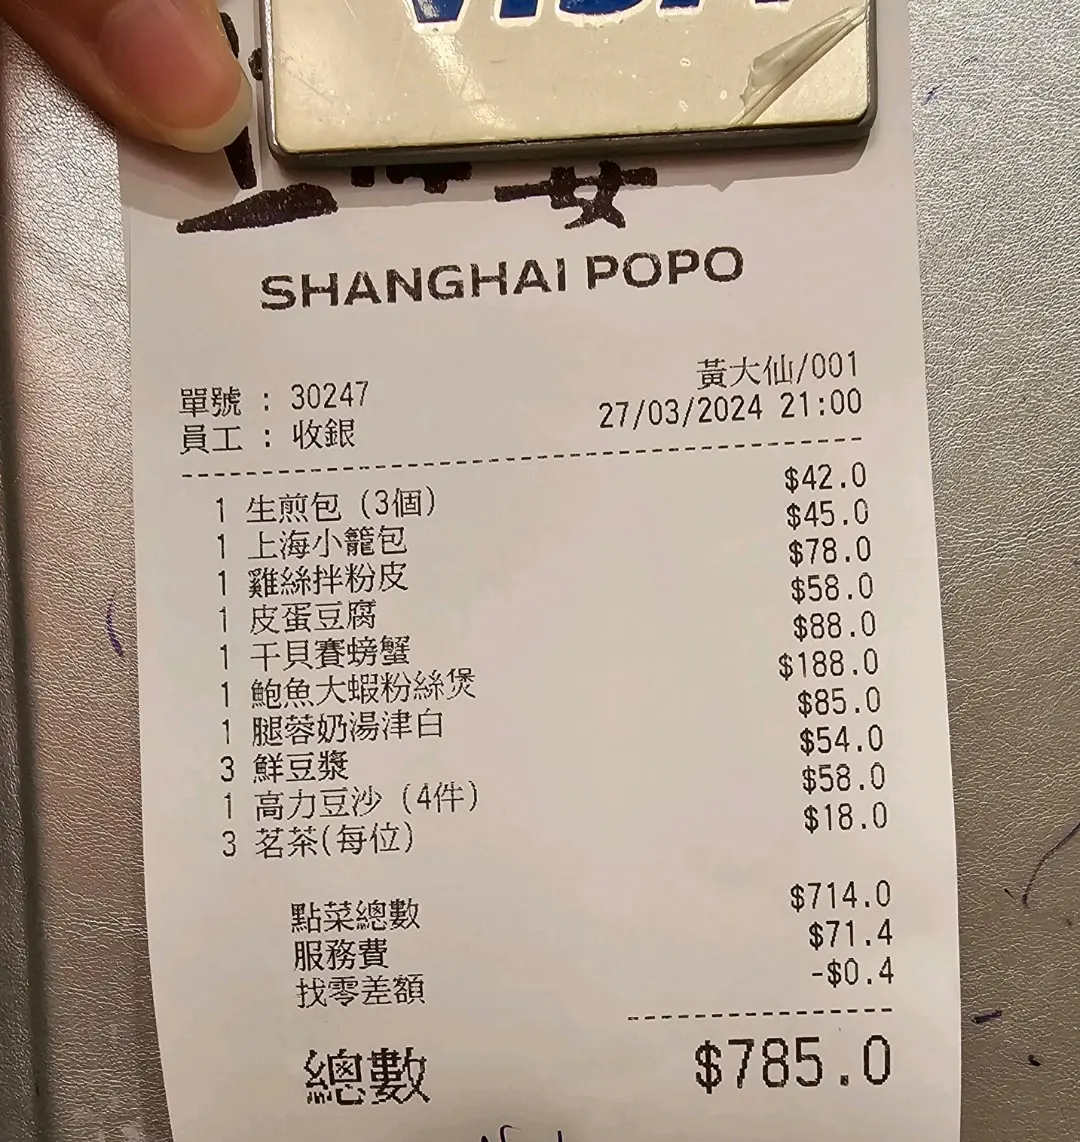 SHANGHAI POPO
黃大仙/001
單號 : 30247
27/03/2024 21:00
員工 : 收銀
1 生煎包 (3個) $42.0
1 上海小籠包 $45.0
1 雞絲拌粉皮 $78.0
1 皮蛋豆腐 $58.0
1 干貝賽螃蟹 $88.0
1 鮑魚大蝦粉絲煲 $188.0
1 腿蓉奶湯津白 $85.0
3 鮮豆漿 $54.0
1 高力豆沙 (4件) $58.0
3 茗茶(每位) $18.0
點菜總數 $714.0
服務費 $71.4
找零差額 -$0.4
總數 $785.0